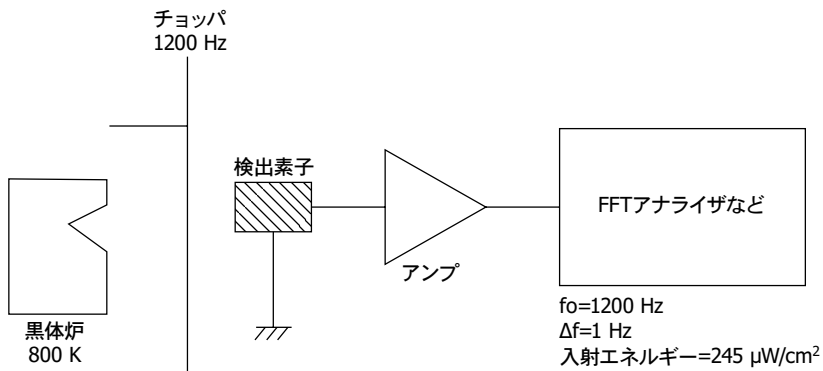 チョッパ
1200 Hz
検出素子
FFTアナライザなど
アンプ
黒体炉
800 K
fo=1200 Hz
Δf=1 Hz
入射エネルギー=245 μW/cm²